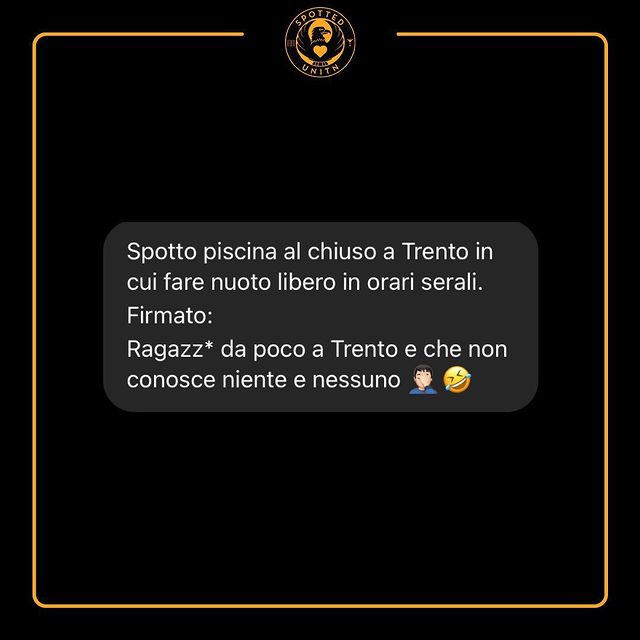 SPOTTED
UNITN
Spotto piscina al chiuso a Trento in
cui fare nuoto libero in orari serali.
Firmato:
Ragazz* da poco a Trento e che non
conosce niente e nessuno 🤦🏻‍♂️🤣